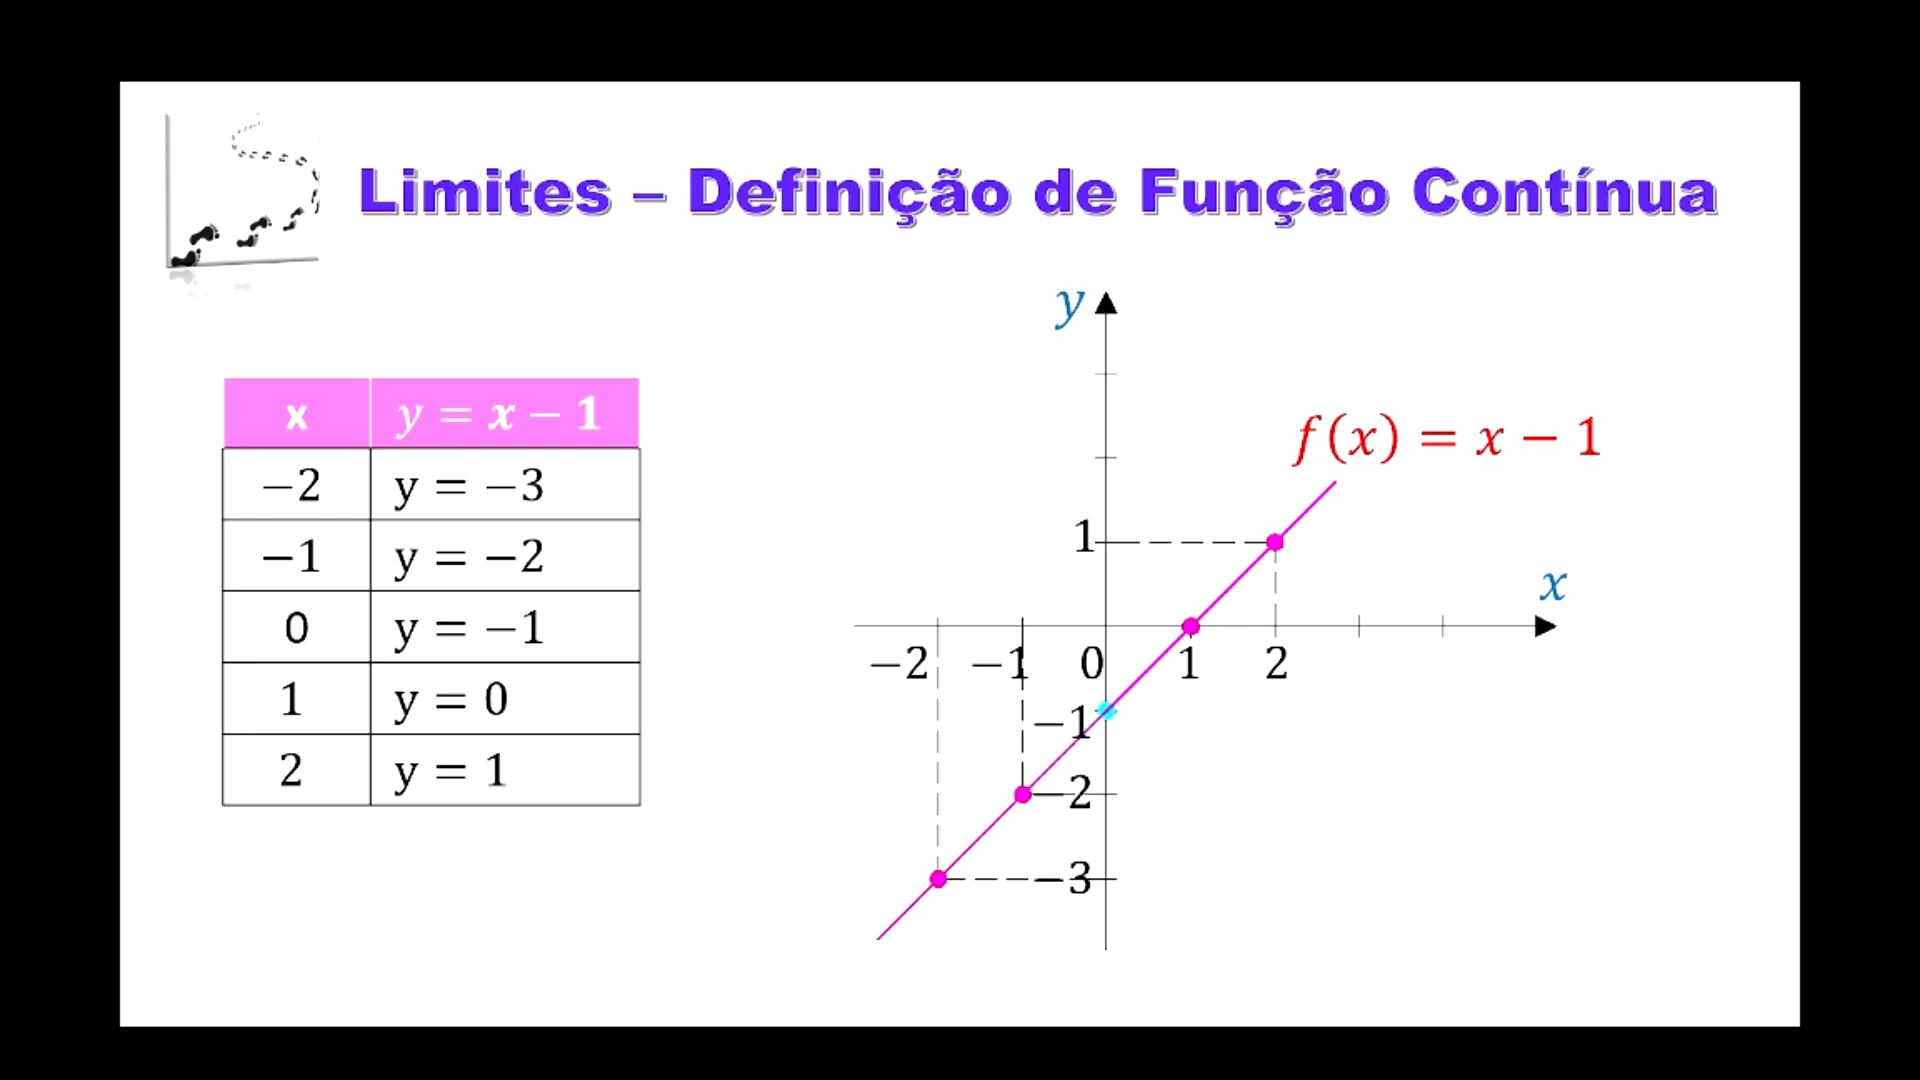 Limites – Definição de Função Contínua
x y = x − 1
−2 y = −3
−1 y = −2
0 y = −1
1 y = 0
2 y = 1
y
f(x) = x − 1
1
x
−2 −1 0 1 2
−1
−2
−3